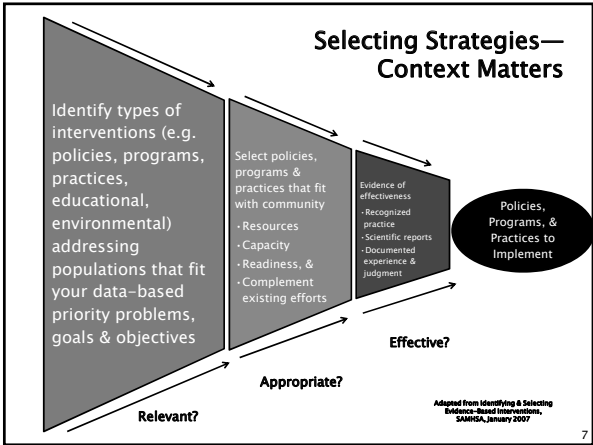 Selecting Strategies—
Context Matters
Identify types of
interventions (e.g.
policies, programs,
practices,
educational,
environmental)
addressing
populations that fit
your data-based
priority problems,
goals & objectives
Select policies,
programs &
practices that fit
with community
•Resources
•Capacity
•Readiness, &
•Complement
existing efforts
Evidence of
effectiveness
•Recognized
practice
•Scientific reports
•Documented
experience &
judgment
Policies,
Programs, &
Practices to
Implement
Effective?
Appropriate?
Relevant?
Adapted from Identifying & Selecting
Evidence-Based Interventions,
SAMHSA, January 2007
7